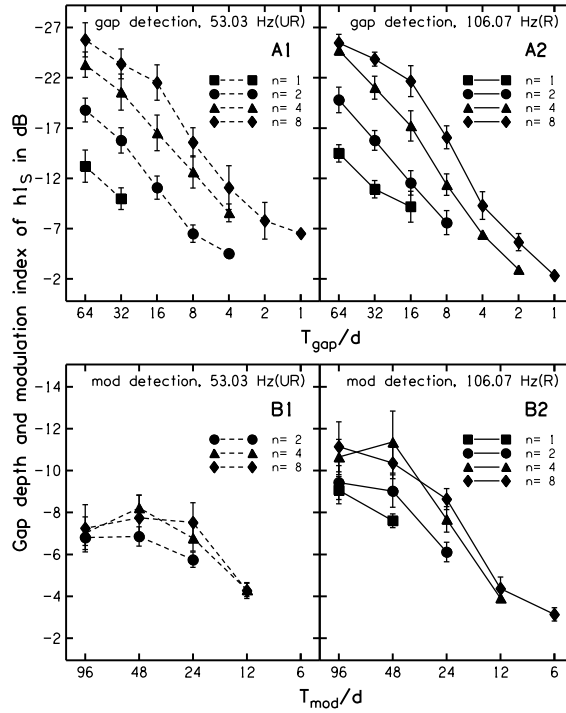 gap detection, 53.03 Hz(UR)
gap detection, 106.07 Hz(R)
A1
A2
n= 1
n= 2
n= 4
n= 8
n= 1
n= 2
n= 4
n= 8
-27
-22
-17
-12
-7
-2
64 32 16 8 4 2 1
64 32 16 8 4 2 1
Tgap/d
Gap depth and modulation index of h1S in dB
mod detection, 53.03 Hz(UR)
mod detection, 106.07 Hz(R)
B1
B2
n= 2
n= 4
n= 8
n= 1
n= 2
n= 4
n= 8
-14
-12
-10
-8
-6
-4
-2
96 48 24 12 6
96 48 24 12 6
Tmod/d